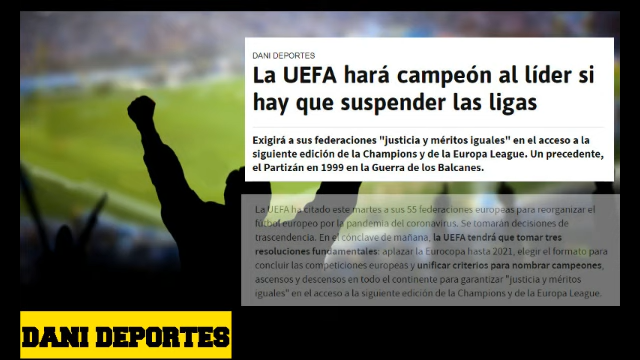 DANI DEPORTES
La UEFA hará campeón al líder si
hay que suspender las ligas
Exigirá a sus federaciones "justicia y méritos iguales" en el acceso a la
siguiente edición de la Champions y de la Europa League. Un precedente,
el Partizán en 1999 en la Guerra de los Balcanes.
La UEFA ha citado este martes a sus 55 federaciones europeas para reorganizar el
fútbol europeo por la pandemia del coronavirus. Se tomarán decisiones de
trascendencia. En el cónclave de mañana, la UEFA tendrá que tomar tres
resoluciones fundamentales: aplazar la Eurocopa hasta 2021, elegir el formato para
concluir las competiciones europeas y unificar criterios para nombrar campeones,
ascensos y descensos en todo el continente para garantizar "justicia y méritos
iguales" en el acceso a la siguiente edición de la Champions y de la Europa League.
DANI DEPORTES